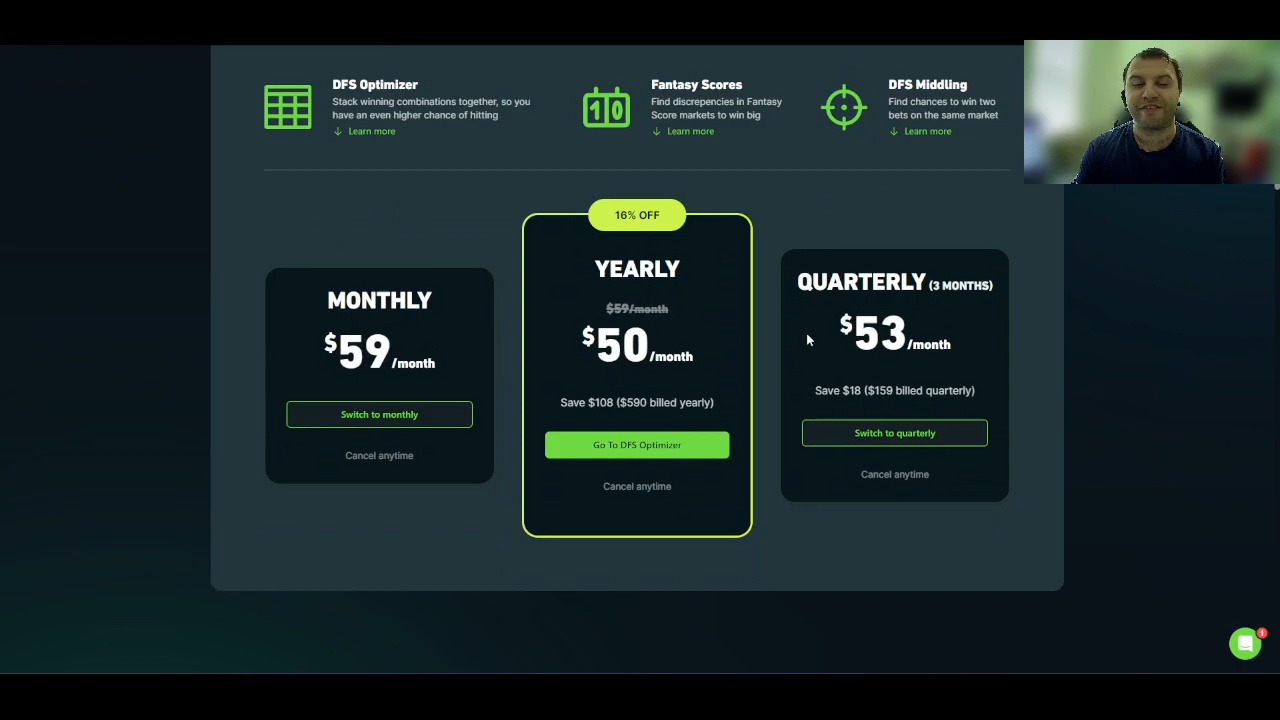 DFS Optimizer
Stack winning combinations together, so you
have an even higher chance of hitting
↓ Learn more
10
Fantasy Scores
Find discrepancies in Fantasy
Score markets to win big
↓ Learn more
DFS Middling
Find chances to win two
bets on the same market
↓ Learn more
MONTHLY
$59/month
Switch to monthly
Cancel anytime
16% OFF
YEARLY
$59/month
$50/month
Save $108 ($590 billed yearly)
Go To DFS Optimizer
Cancel anytime
QUARTERLY (3 MONTHS)
$53/month
Save $18 ($159 billed quarterly)
Switch to quarterly
Cancel anytime
1